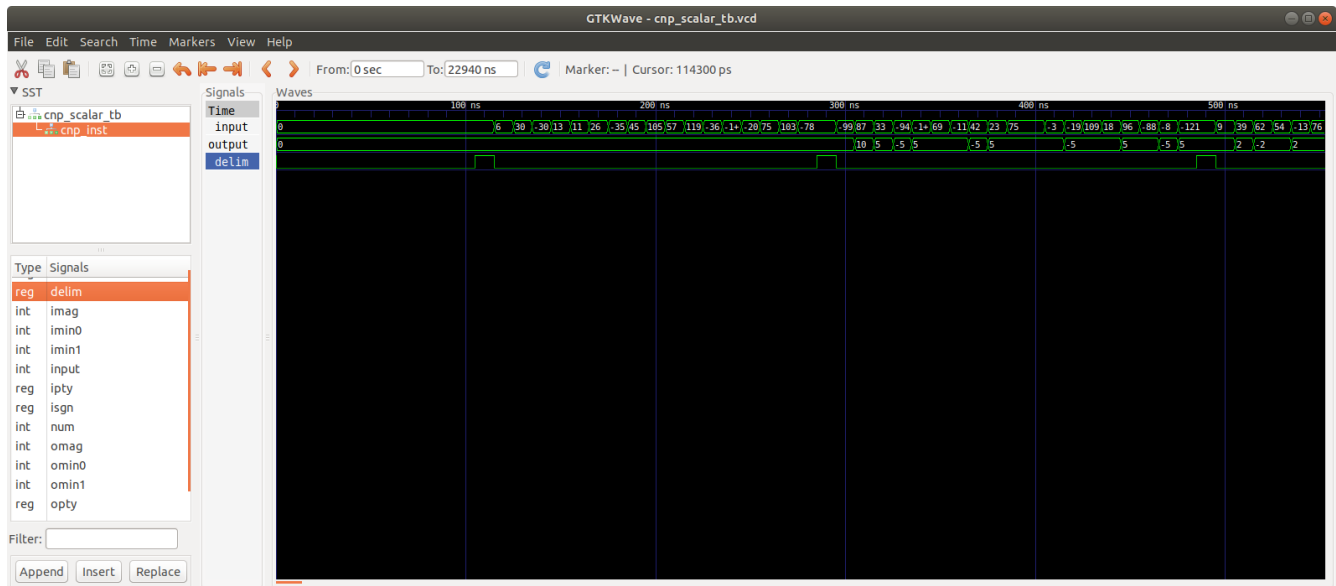 GTKWave - cnp_scalar_tb.vcd
File Edit Search Time Markers View Help
From: 0 sec To: 22940 ns Marker: -- | Cursor: 114300 ps
▼ SST
cnp_scalar_tb
cnp_inst
Type Signals
reg delim
int imag
int imin0
int imin1
int input
reg ipty
reg isgn
int num
int omag
int omin0
int omin1
reg opty
Filter:
Append Insert Replace
Signals
Time
input
output
delim
Waves
100 ns 200 ns 300 ns 400 ns 500 ns
0 6 30 -30 13 11 26 -35 45 105 57 119 -36 -1+ -20 75 103 -78 -99 87 33 -94 -1+ 69 -11 42 23 75 -3 -19 109 18 96 -88 -8 -121 9 39 62 54 -13 76
0 10 5 -5 5 -5 5 -5 5 -5 5 2 -2 2